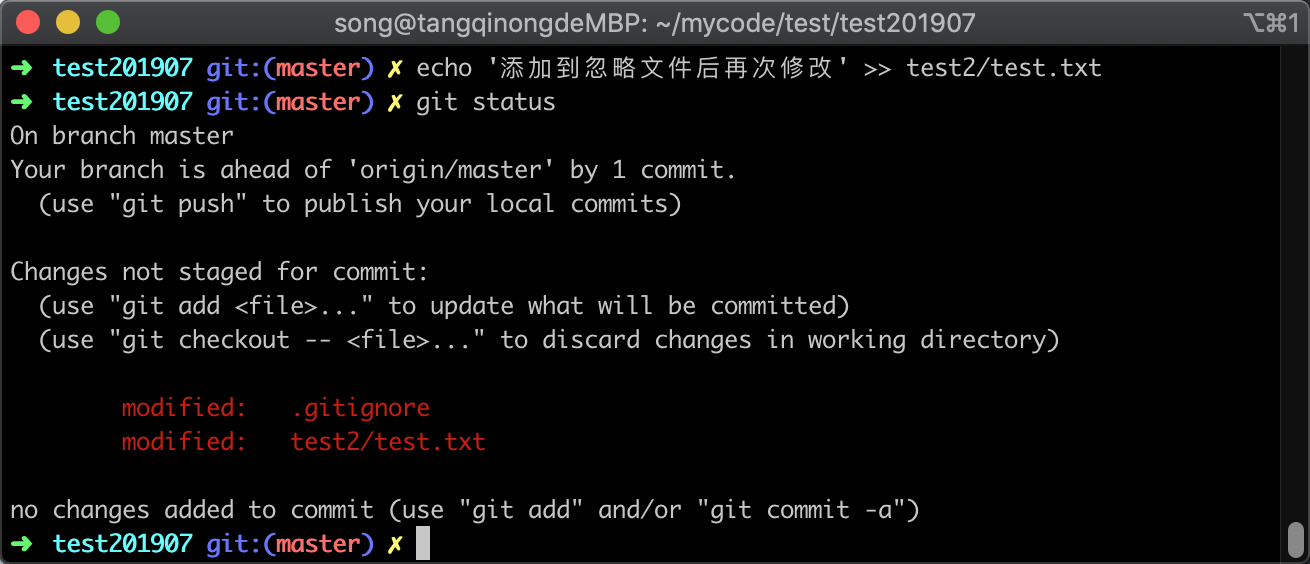 song@tangqinongdeMBP: ~/mycode/test/test201907 ⌥⌘1
➜ test201907 git:(master) ✗ echo '添加到忽略文件后再次修改' >> test2/test.txt
➜ test201907 git:(master) ✗ git status
On branch master
Your branch is ahead of 'origin/master' by 1 commit.
  (use "git push" to publish your local commits)

Changes not staged for commit:
  (use "git add <file>..." to update what will be committed)
  (use "git checkout -- <file>..." to discard changes in working directory)

        modified:   .gitignore
        modified:   test2/test.txt

no changes added to commit (use "git add" and/or "git commit -a")
➜ test201907 git:(master) ✗